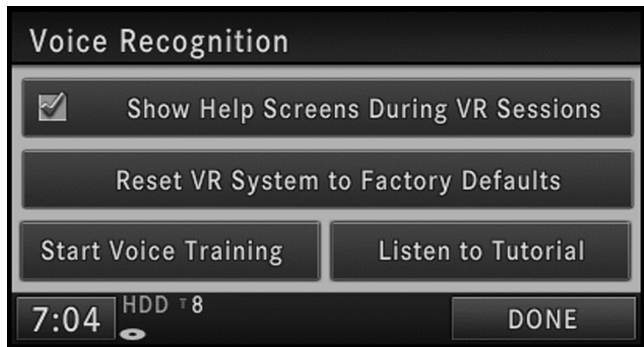 Voice Recognition
Show Help Screens During VR Sessions
Reset VR System to Factory Defaults
Start Voice Training
Listen to Tutorial
7:04
HDD T 8
DONE